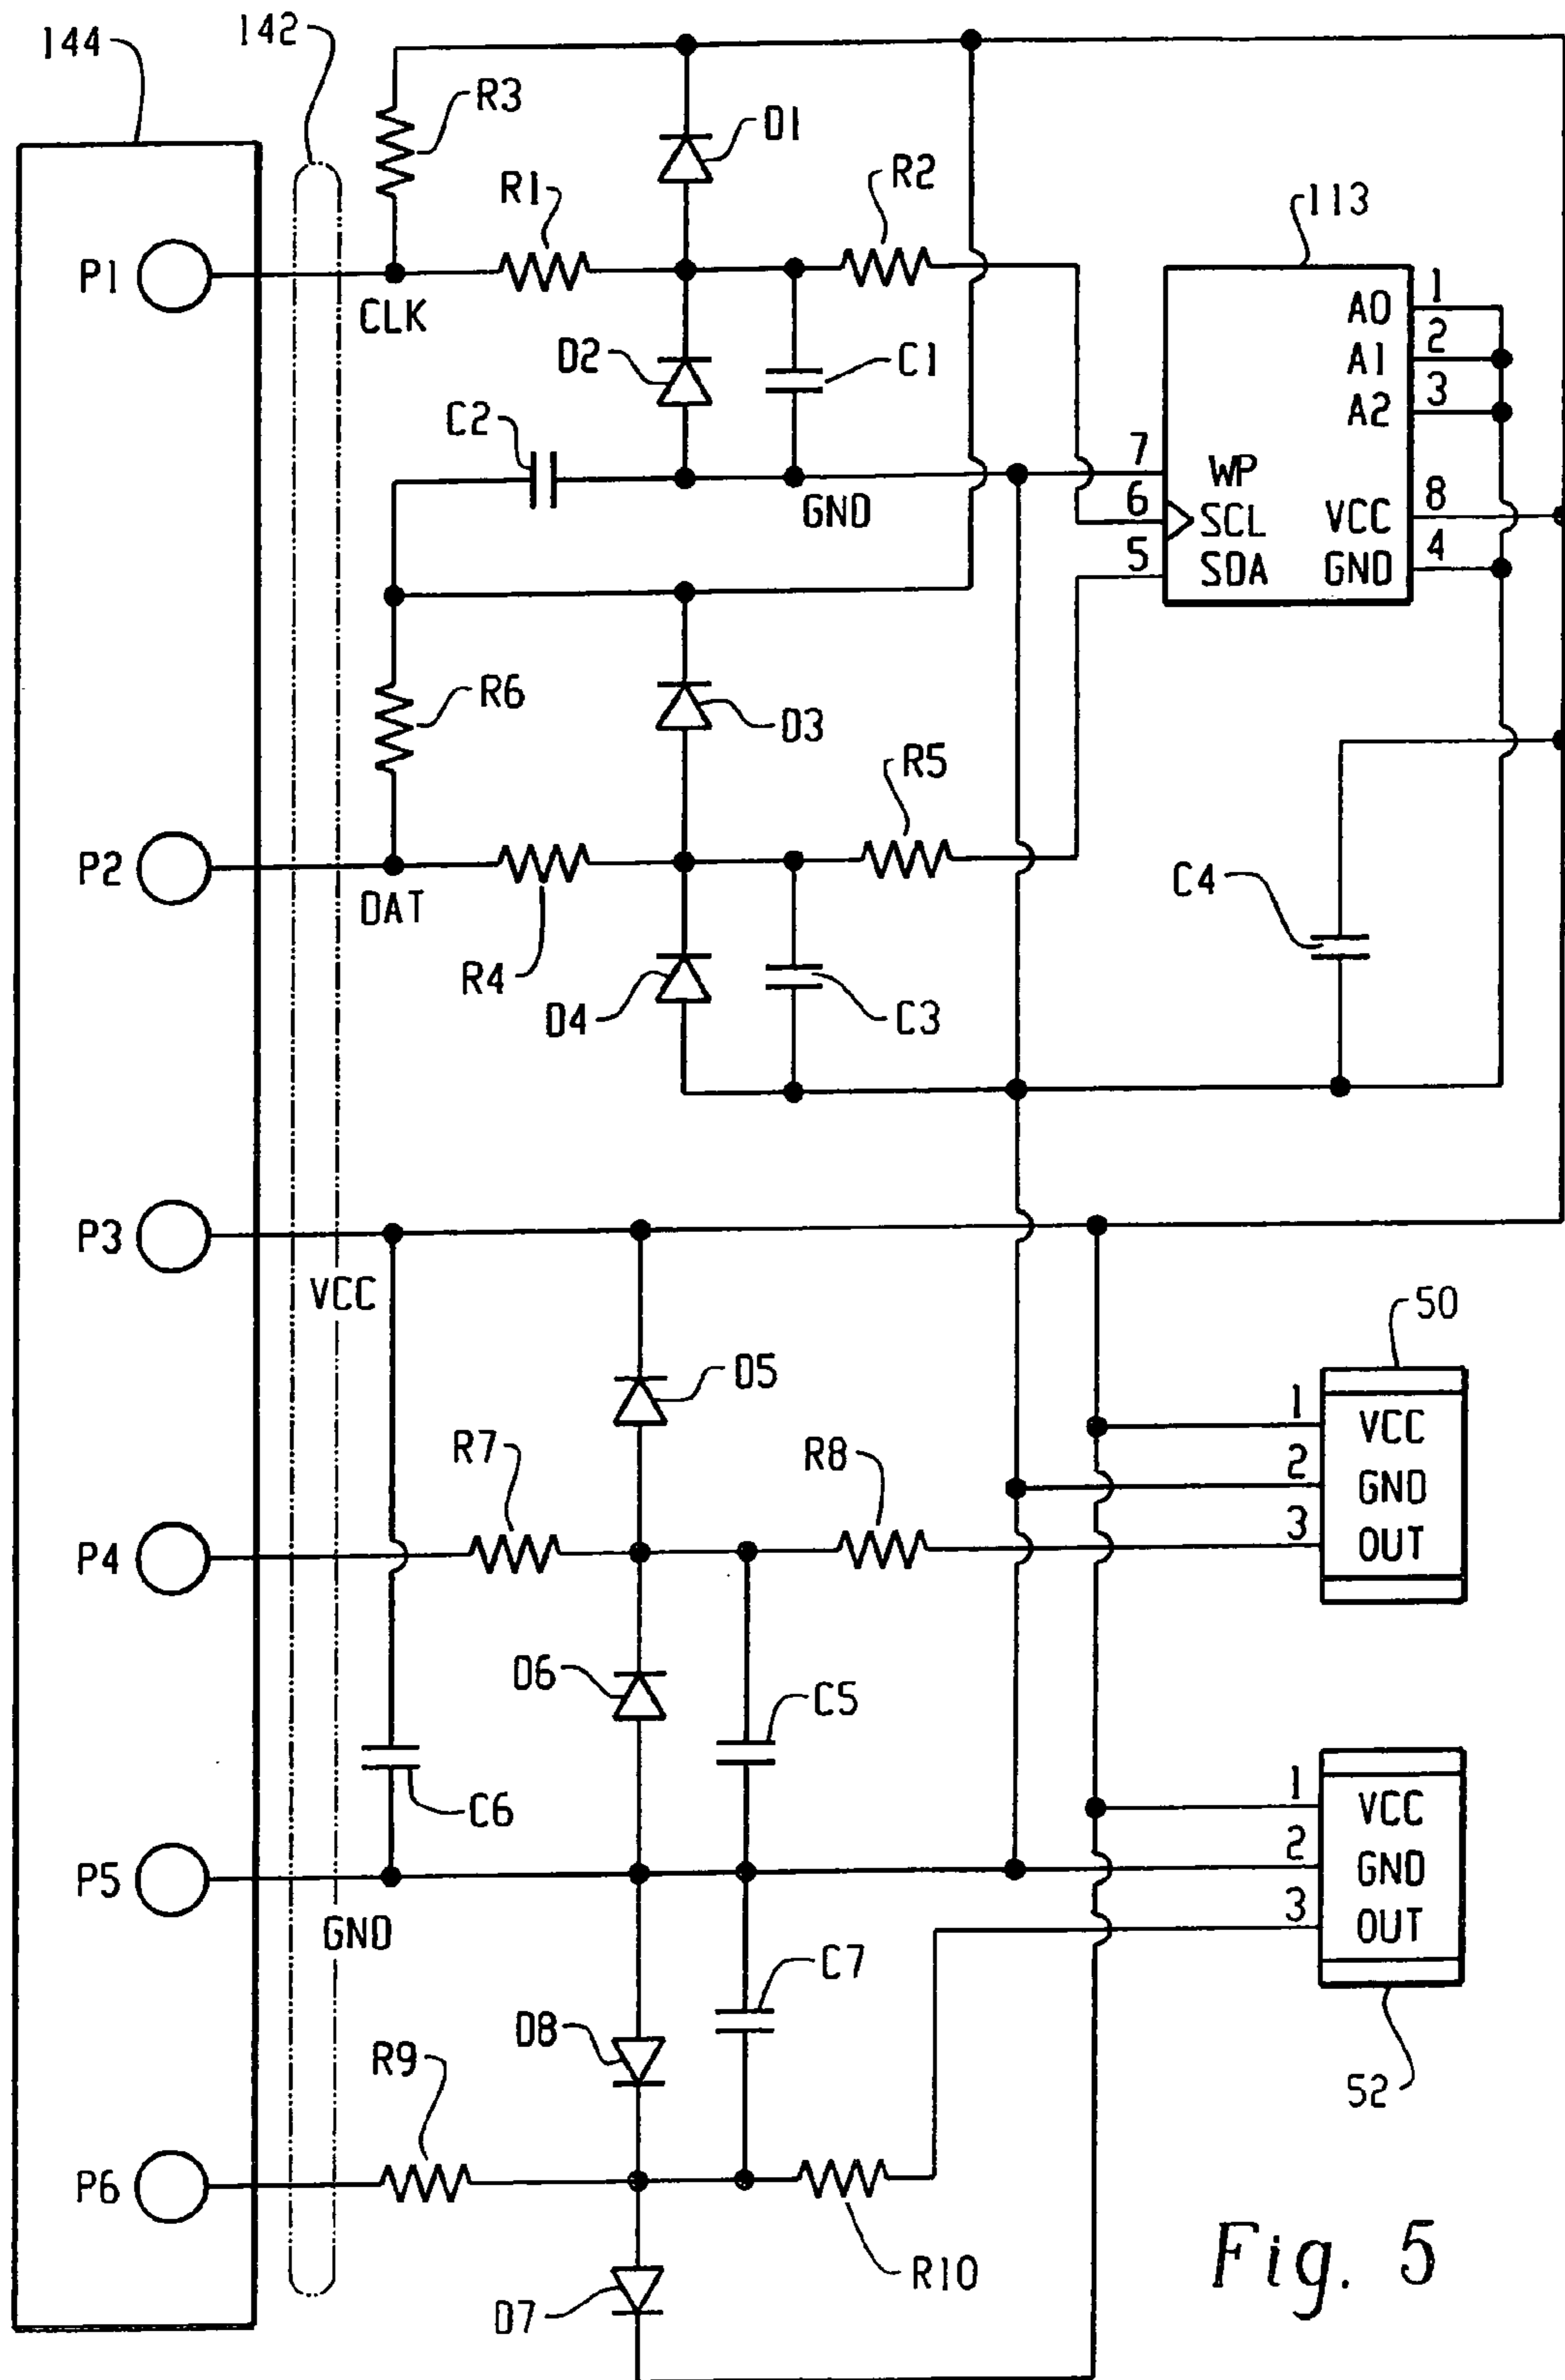 144
142
R3
D1
R1
R2
113
P1
CLK
A0
1
A1
2
A2
3
D2
C1
C2
7
WP
6
SCL
VCC
8
GND
5
SDA
GND
4
R6
D3
R5
P2
DAT
C4
R4
D4
C3
P3
VCC
50
D5
1
VCC
R7
R8
2
GND
3
OUT
P4
D6
C5
C6
1
VCC
2
GND
P5
3
OUT
GND
C7
D8
R9
52
P6
R10
D7
Fig. 5